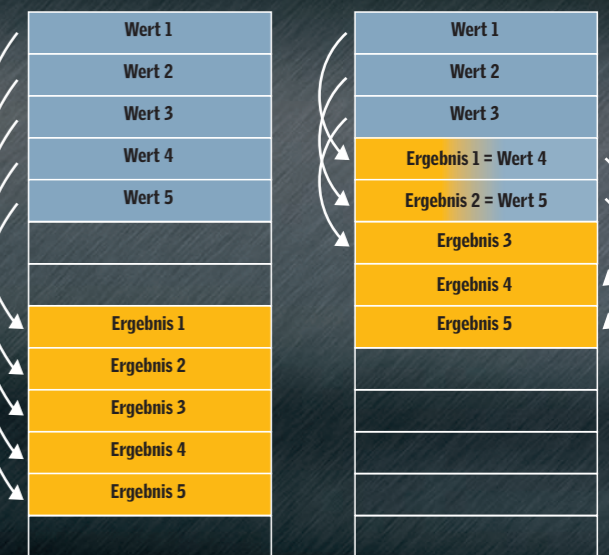 Wert 1
Wert 2
Wert 3
Wert 4
Wert 5
Ergebnis 1
Ergebnis 2
Ergebnis 3
Ergebnis 4
Ergebnis 5
Wert 1
Wert 2
Wert 3
Ergebnis 1 = Wert 4
Ergebnis 2 = Wert 5
Ergebnis 3
Ergebnis 4
Ergebnis 5